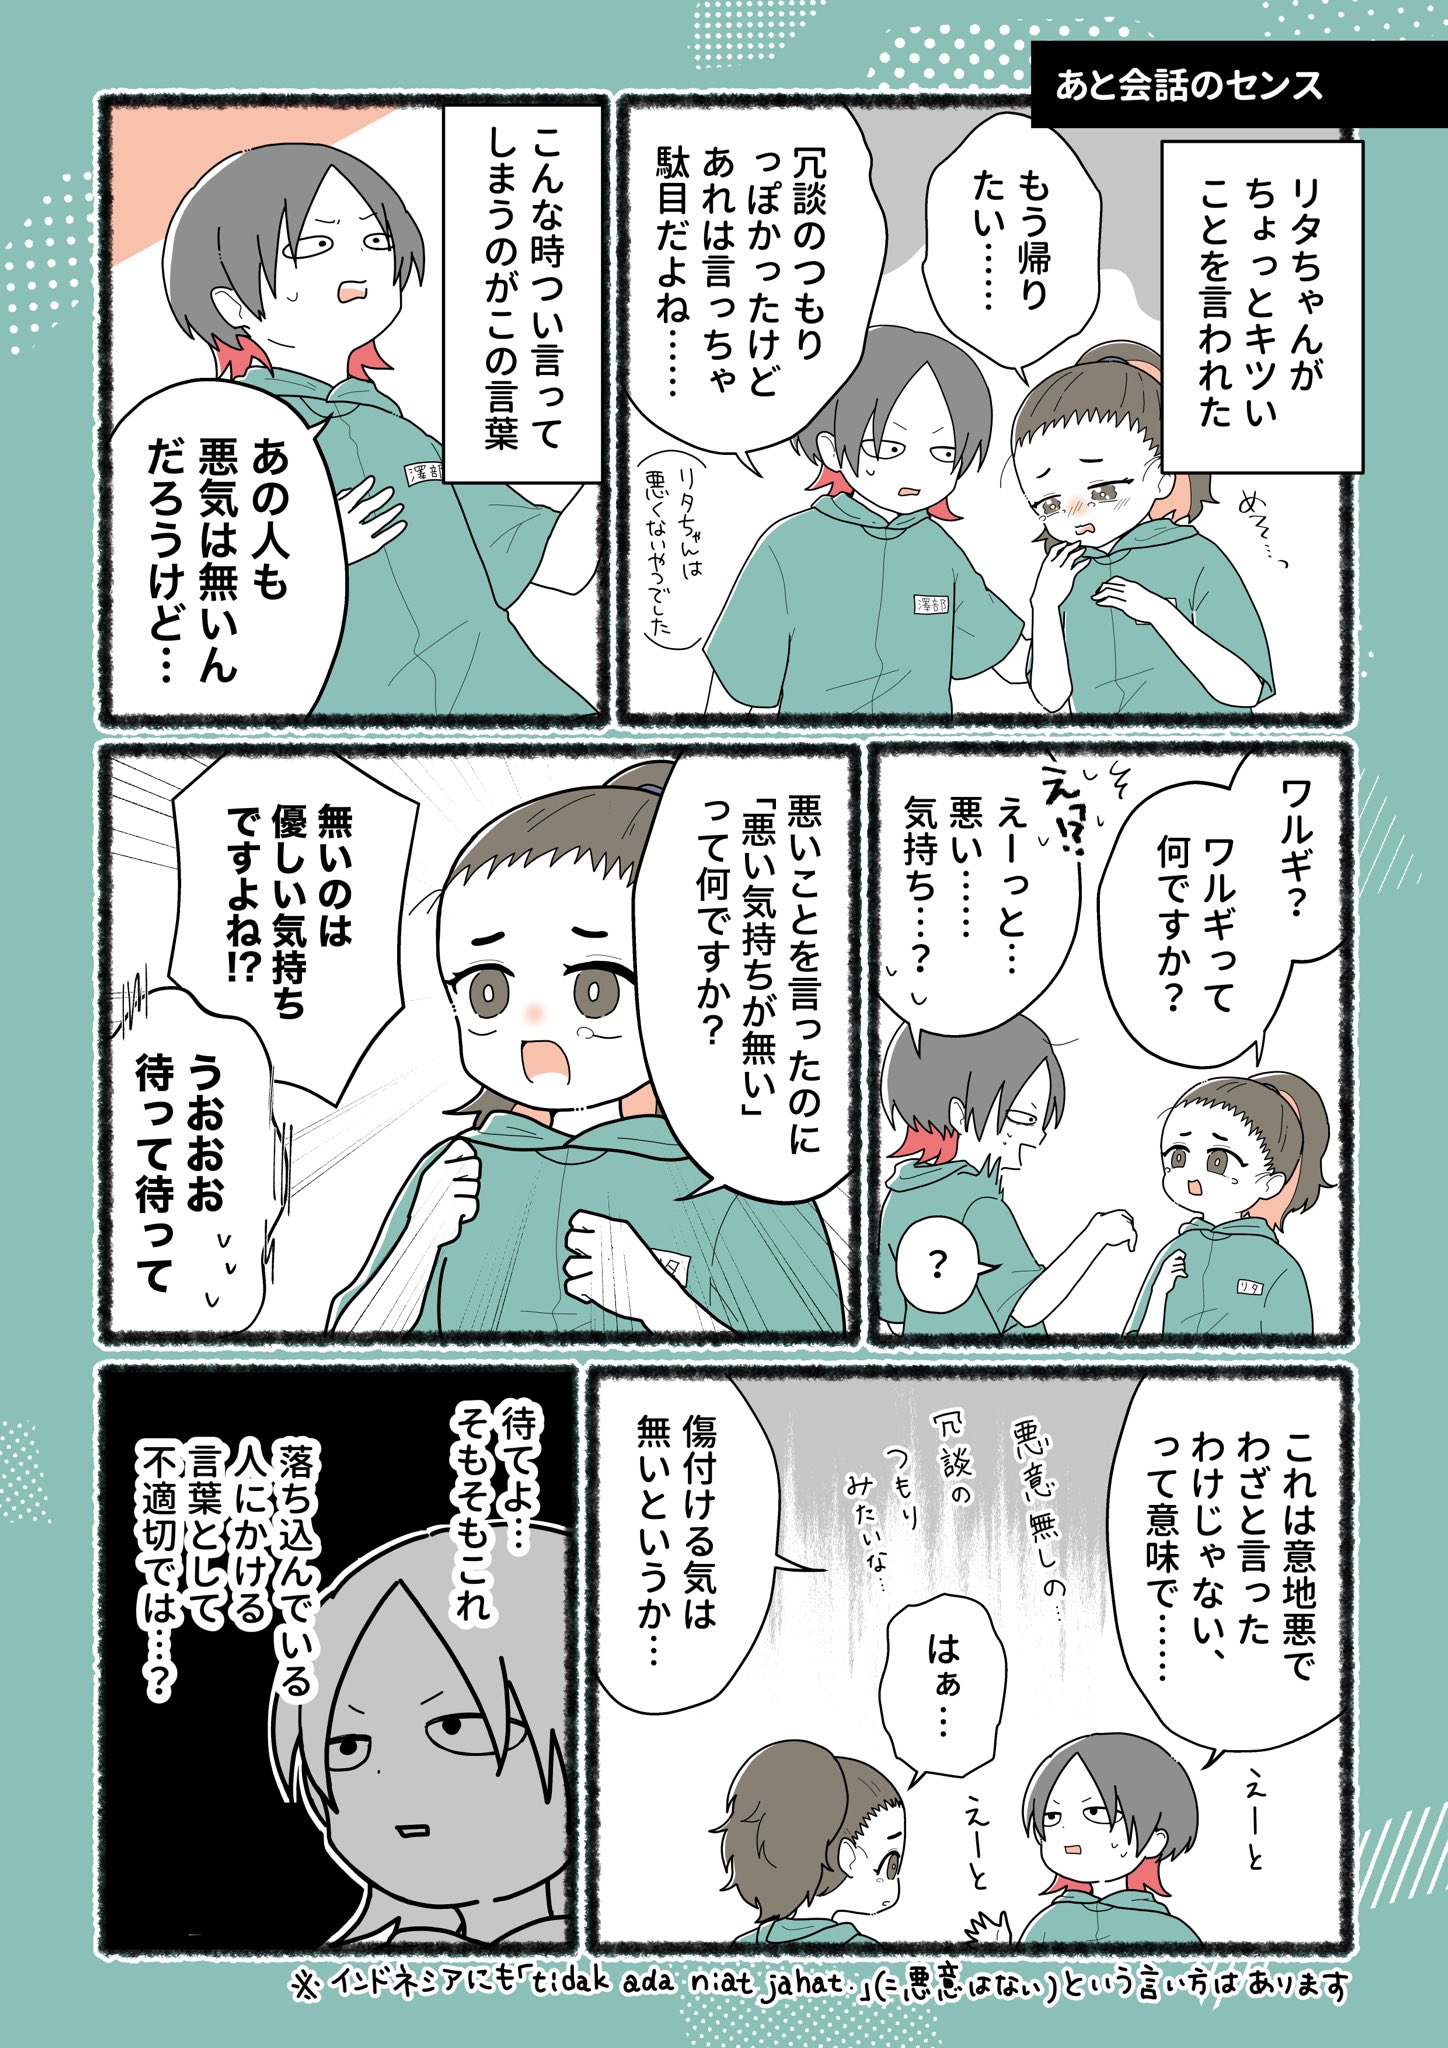 あと会話のセンス
リタちゃんが
ちょっとキツい
ことを言われた
もう帰り
たい……
めそ…っ
冗談のつもり
っぽかったけど
あれは言っちゃ
駄目だよね……
リタちゃんは
悪くないやつでした
澤部
こんな時つい言って
しまうのがこの言葉
澤部
あの人も
悪気は無いん
だろうけど…
ワルギ？
ワルギって
何ですか？
え!?
えーっと…
悪い……
気持ち…？
？
リタ
悪いことを言ったのに
「悪い気持ちが無い」
って何ですか？
無いのは
優しい気持ち
ですよね!?
うおおお
待って待って
これは意地悪で
わざと言った
わけじゃない、
って意味で……
えーと
えーと
悪意無しの…
冗談の
つもり
みたいな…
はぁ…
傷付ける気は
無いというか…
待てよ…
そもそもこれ
落ち込んでいる
人にかける
言葉として
不適切では…？
※インドネシアにも「tidak ada niat jahat.」(=悪意はない)という言い方はあります